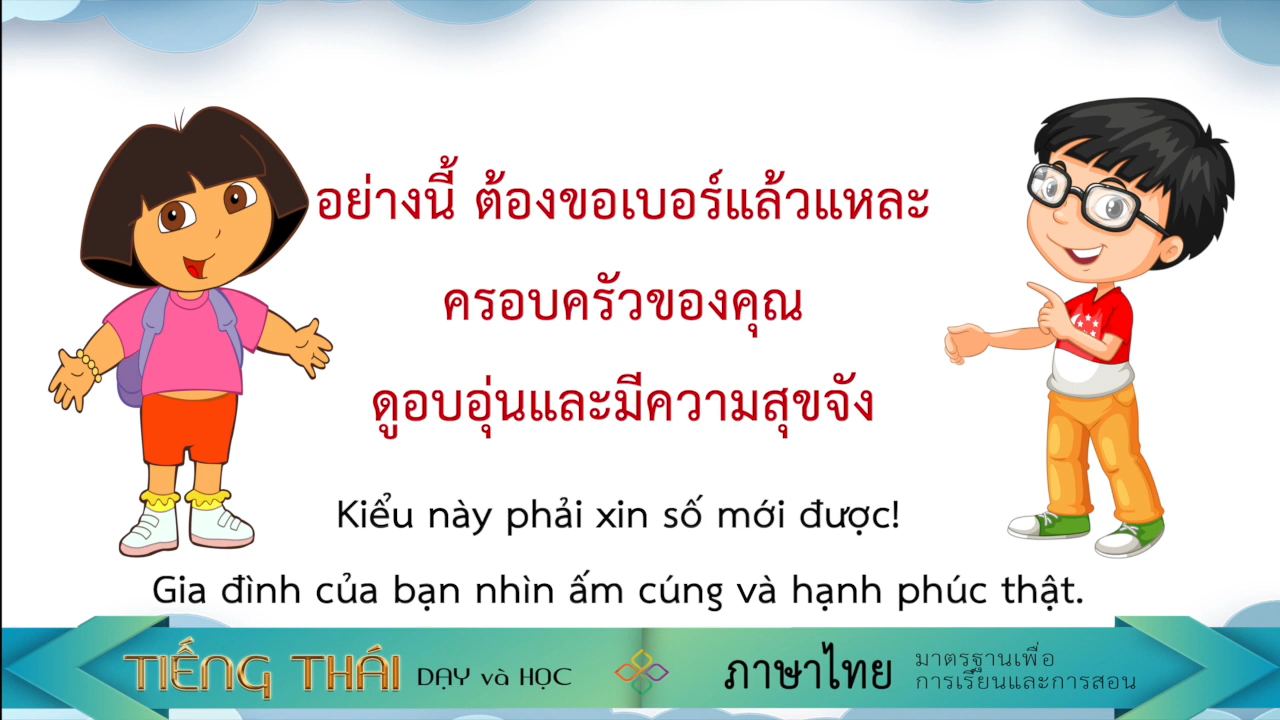 อย่างนี้ ต้องขอเบอร์แล้วแหละ
ครอบครัวของคุณ
ดูอบอุ่นและมีความสุขจัง
Kiểu này phải xin số mới được!
Gia đình của bạn nhìn ấm cúng và hạnh phúc thật.
TIẾNG THÁI DẠY và HỌC
ภาษาไทย
มาตรฐานเพื่อ
การเรียนและการสอน